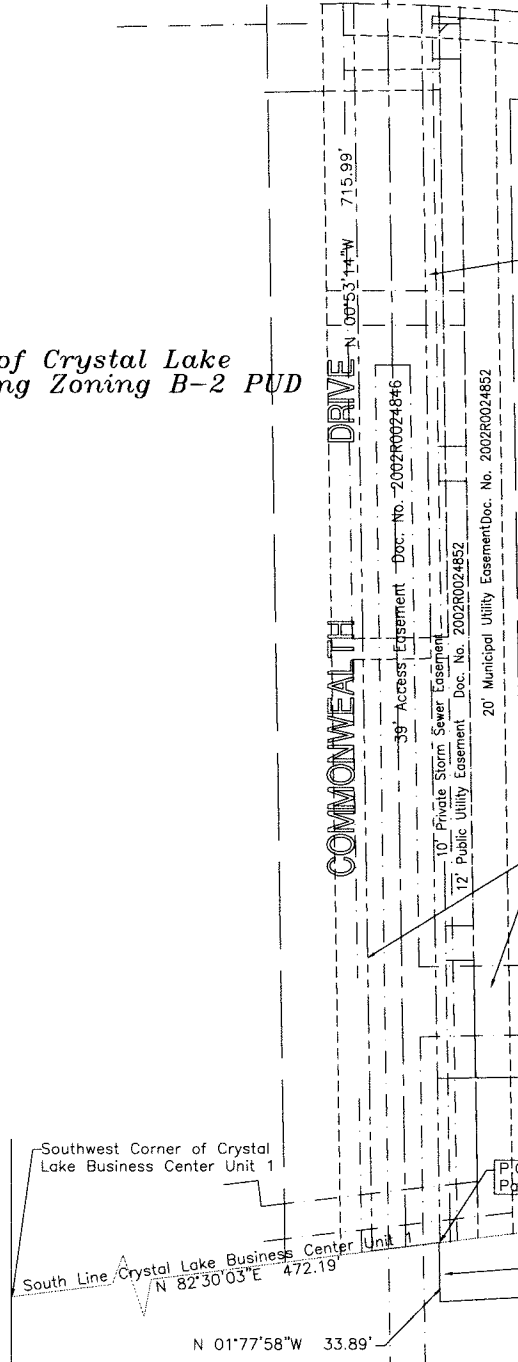 of Crystal Lake
ng Zoning B-2 PUD
COMMONWEALTH DRIVE
N 00°53'14"W 715.99'
39' Access Easement Doc. No. 2002R0024846
10' Private Storm Sewer Easement
12' Public Utility Easement Doc. No. 2002R0024852
20' Municipal Utility Easement Doc. No. 2002R0024852
Southwest Corner of Crystal
Lake Business Center Unit 1
South Line Crystal Lake Business Center Unit 1
N 82°30'03"E 472.19'
N 01°77'58"W 33.89'